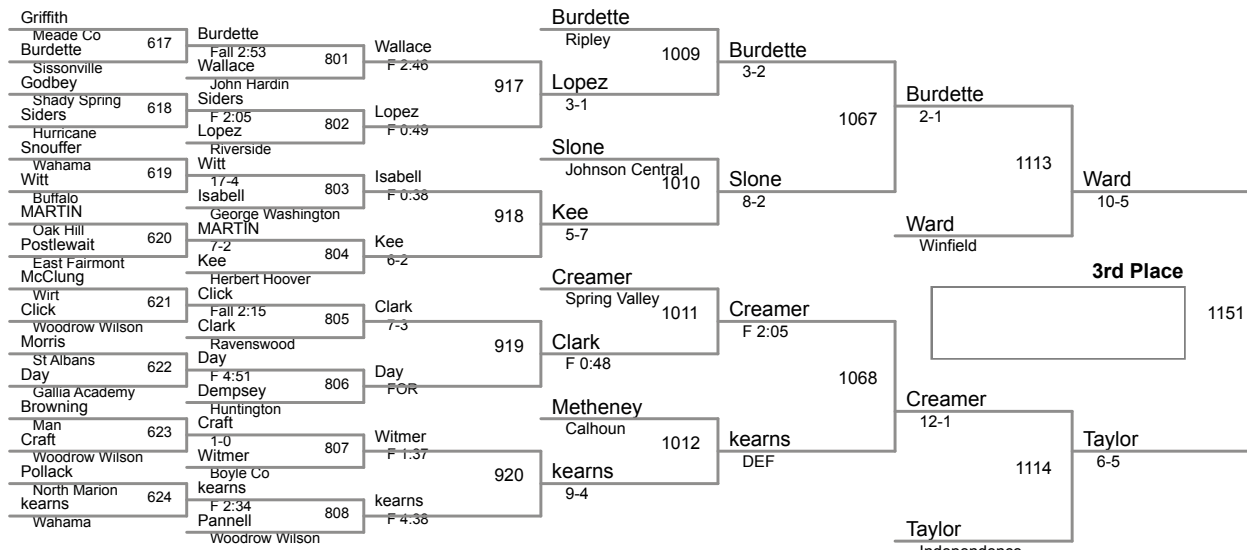 Griffith
Meade Co
617
Burdette
Sissonville
Godbey
Shady Spring
618
Siders
Hurricane
Snouffer
Wahama
619
Witt
Buffalo
MARTIN
Oak Hill
620
Postlewait
East Fairmont
McClung
Wirt
621
Click
Woodrow Wilson
Morris
St Albans
622
Day
Gallia Academy
Browning
Man
623
Craft
Woodrow Wilson
Pollack
North Marion
624
kearns
Wahama
Burdette
Fall 2:53
801
Wallace
John Hardin
Siders
F 2:05
802
Lopez
Riverside
Witt
17-4
803
Isabell
George Washington
MARTIN
7-2
804
Kee
Herbert Hoover
Click
Fall 2:15
805
Clark
Ravenswood
Day
F 4:51
806
Dempsey
Huntington
Craft
1-0
807
Witmer
Boyle Co
kearns
F 2:34
808
Pannell
Woodrow Wilson
Wallace
F 2:46
917
Lopez
F 0:49
Isabell
F 0:38
918
Kee
6-2
Clark
7-3
919
Day
FOR
Witmer
F 1:37
920
kearns
F 4:38
Burdette
Ripley
1009
Lopez
3-1
Slone
Johnson Central
1010
Kee
5-7
Creamer
Spring Valley
1011
Clark
F 0:48
Metheney
Calhoun
1012
kearns
9-4
Burdette
3-2
1067
Slone
8-2
Creamer
F 2:05
1068
kearns
DEF
Burdette
2-1
1113
Ward
Winfield
Creamer
12-1
1114
Taylor
Independence
Ward
10-5
3rd Place
1151
Taylor
6-5